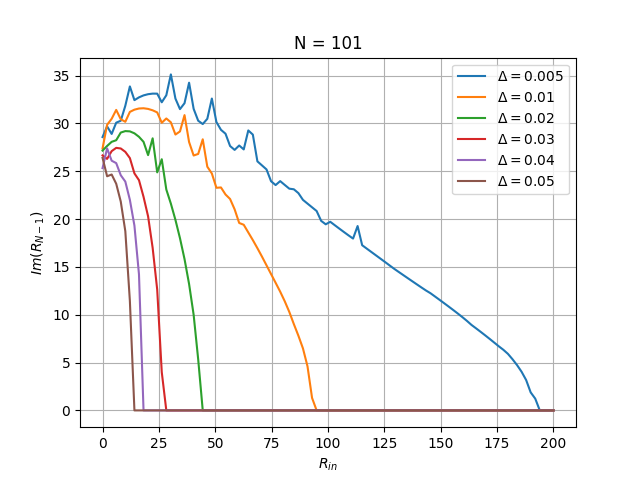 N = 101
Im(R_{N-1})
35
30
25
20
15
10
5
0
0 25 50 75 100 125 150 175 200
R_{in}
Δ = 0.005
Δ = 0.01
Δ = 0.02
Δ = 0.03
Δ = 0.04
Δ = 0.05